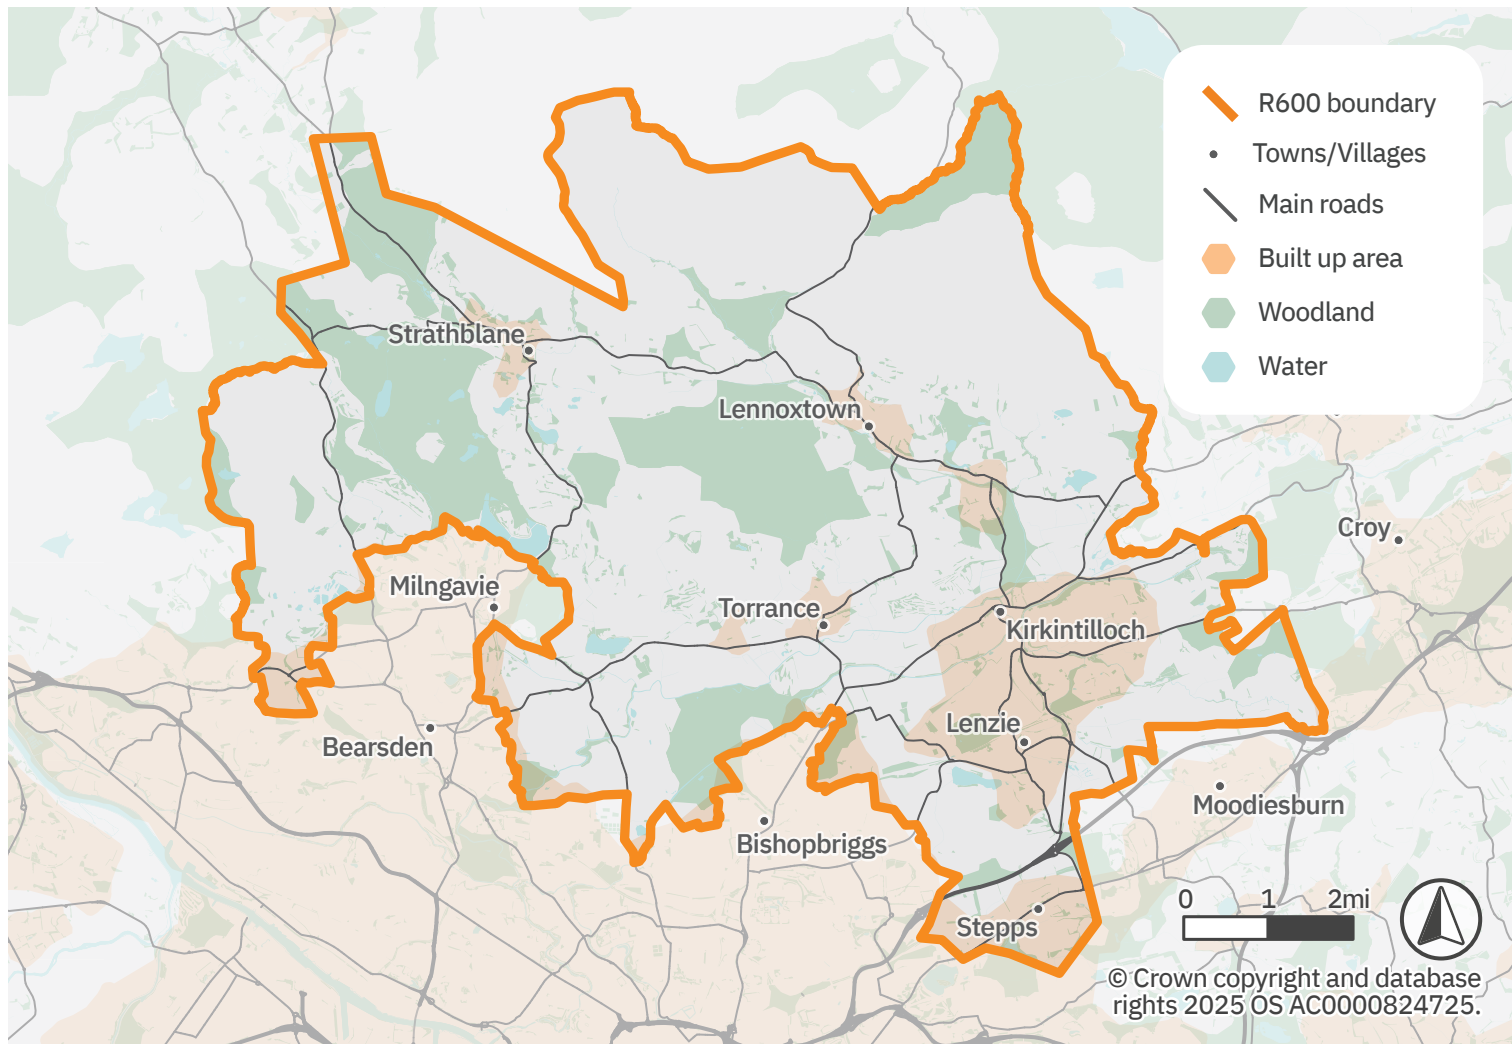 R600 boundary
Towns/Villages
Main roads
Built up area
Woodland
Water
Strathblane
Lennoxtown
Croy
Milngavie
Torrance
Kirkintilloch
Lenzie
Bearsden
Moodiesburn
Bishopbriggs
Stepps
0 1 2mi
© Crown copyright and database
rights 2025 OS AC0000824725.